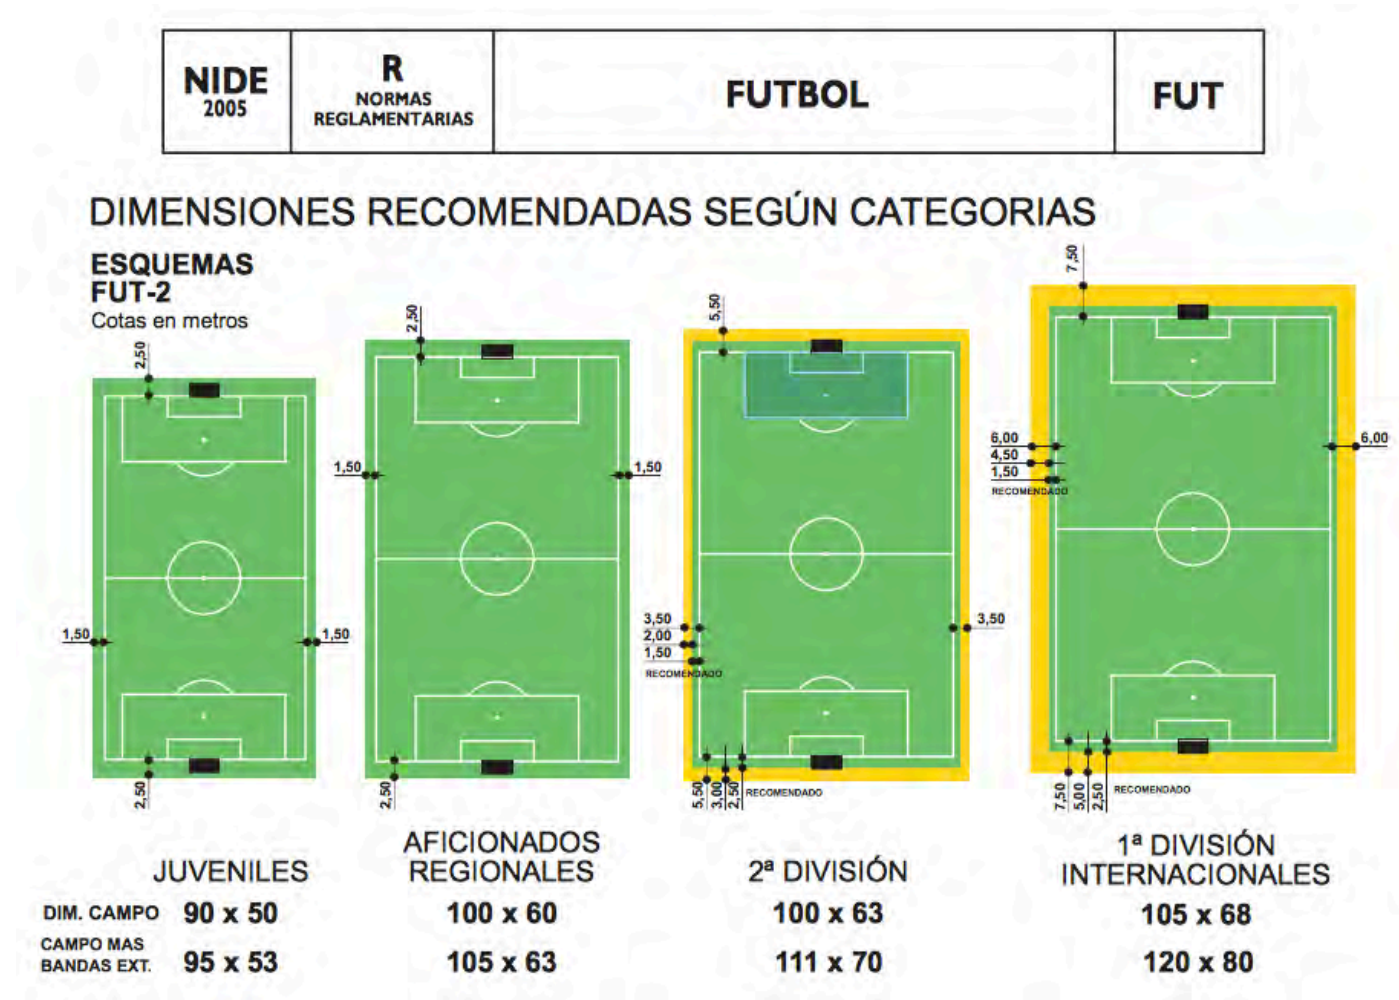 NIDE
2005
R
NORMAS
REGLAMENTARIAS
FUTBOL
FUT
DIMENSIONES RECOMENDADAS SEGÚN CATEGORIAS
ESQUEMAS
FUT-2
Cotas en metros
2,50
1,50
1,50
2,50
2,50
1,50
1,50
2,50
5,50
3,50
2,00
1,50
RECOMENDADO
3,50
5,50
3,00
2,50
RECOMENDADO
7,50
6,00
4,50
1,50
RECOMENDADO
6,00
7,50
5,00
2,50
RECOMENDADO
JUVENILES
AFICIONADOS
REGIONALES
2ª DIVISIÓN
1ª DIVISIÓN
INTERNACIONALES
DIM. CAMPO 90 x 50 100 x 60 100 x 63 105 x 68
CAMPO MAS
BANDAS EXT. 95 x 53 105 x 63 111 x 70 120 x 80